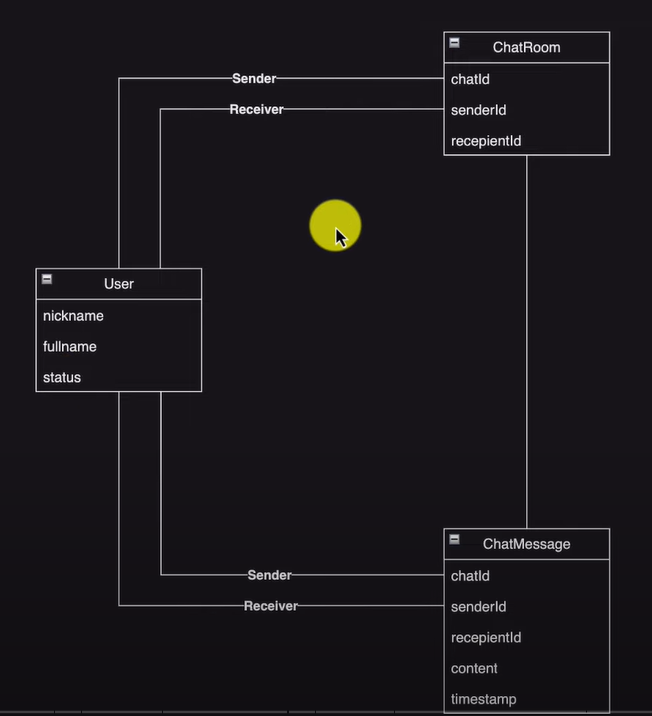 ChatRoom
Sender
chatId
Receiver
senderId
recepientId
User
nickname
fullname
status
ChatMessage
Sender
chatId
Receiver
senderId
recepientId
content
timestamp